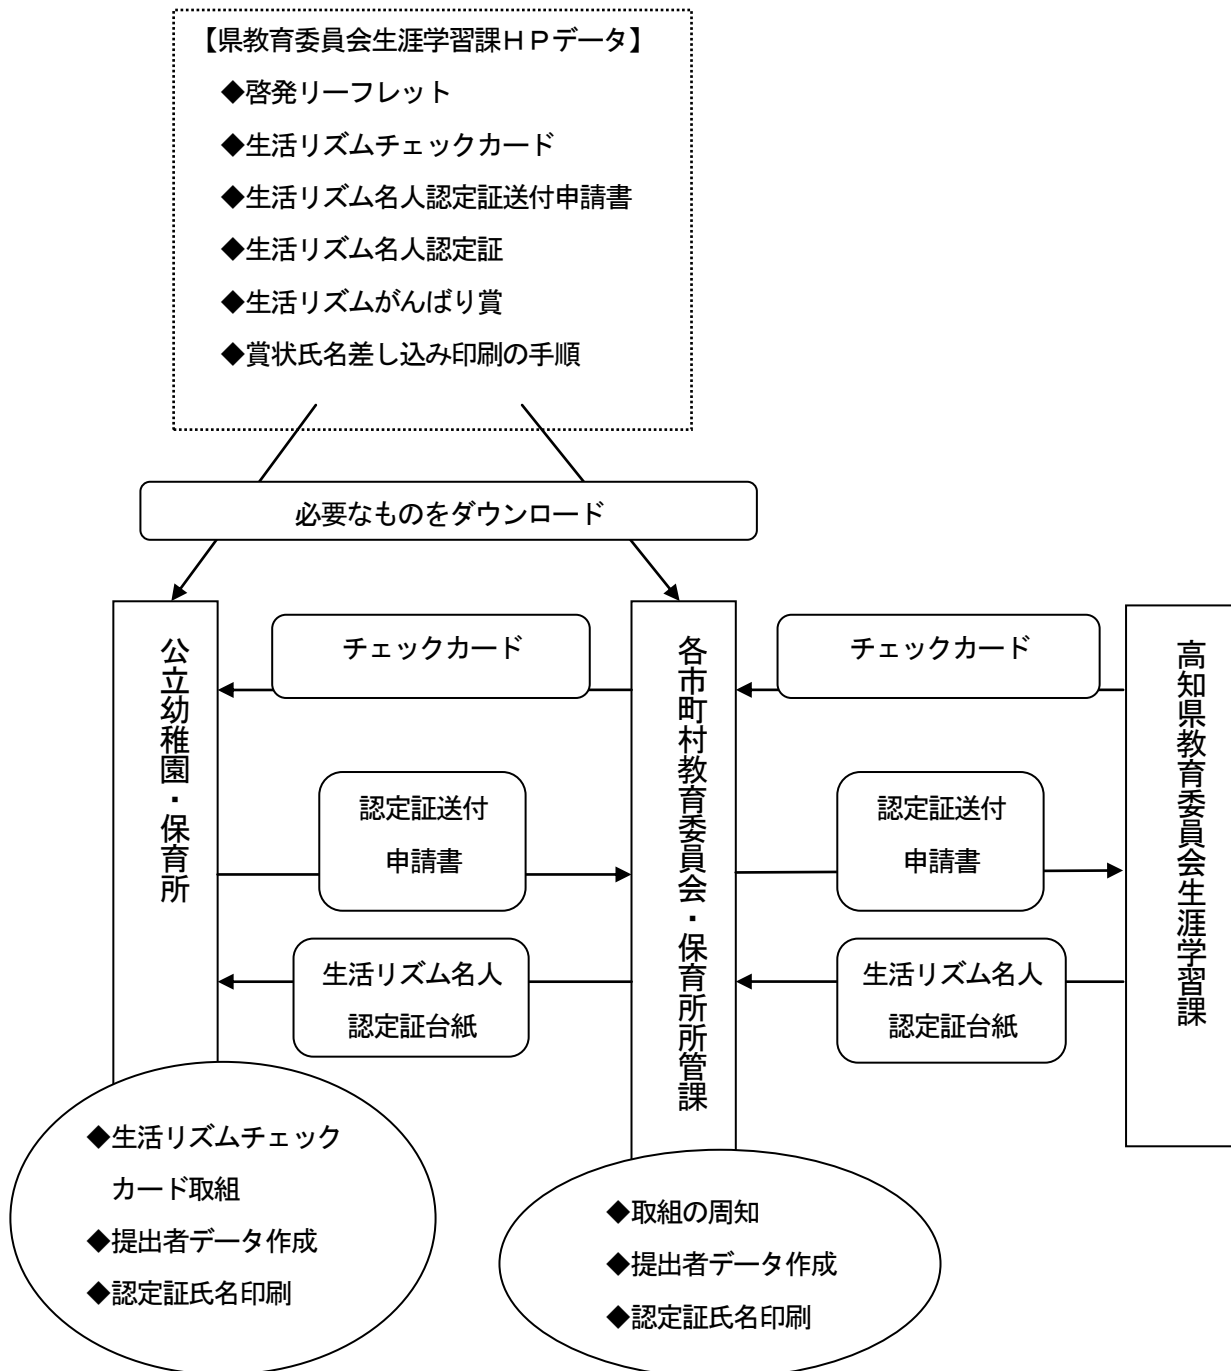 【県教育委員会生涯学習課ＨＰデータ】
◆啓発リーフレット
◆生活リズムチェックカード
◆生活リズム名人認定証送付申請書
◆生活リズム名人認定証
◆生活リズムがんばり賞
◆賞状氏名差し込み印刷の手順
必要なものをダウンロード
公立幼稚園・保育所
チェックカード
各市町村教育委員会・保育所所管課
チェックカード
高知県教育委員会生涯学習課
認定証送付
申請書
認定証送付
申請書
生活リズム名人
認定証台紙
生活リズム名人
認定証台紙
◆生活リズムチェック
カード取組
◆提出者データ作成
◆認定証氏名印刷
◆取組の周知
◆提出者データ作成
◆認定証氏名印刷